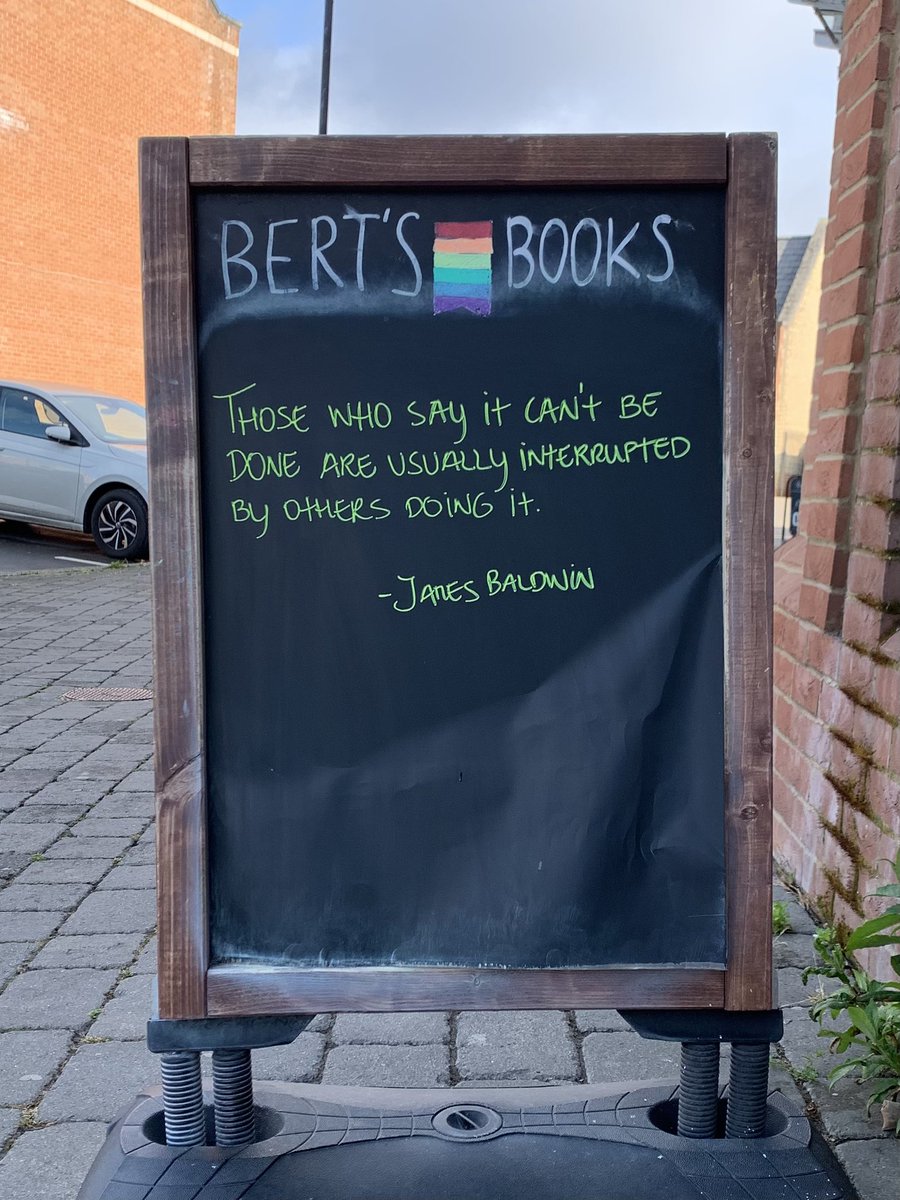 BERT'S BOOKS
THOSE WHO SAY IT CAN'T BE
DONE ARE USUALLY INTERRUPTED
BY OTHERS DOING IT.
-JAMES BALDWIN